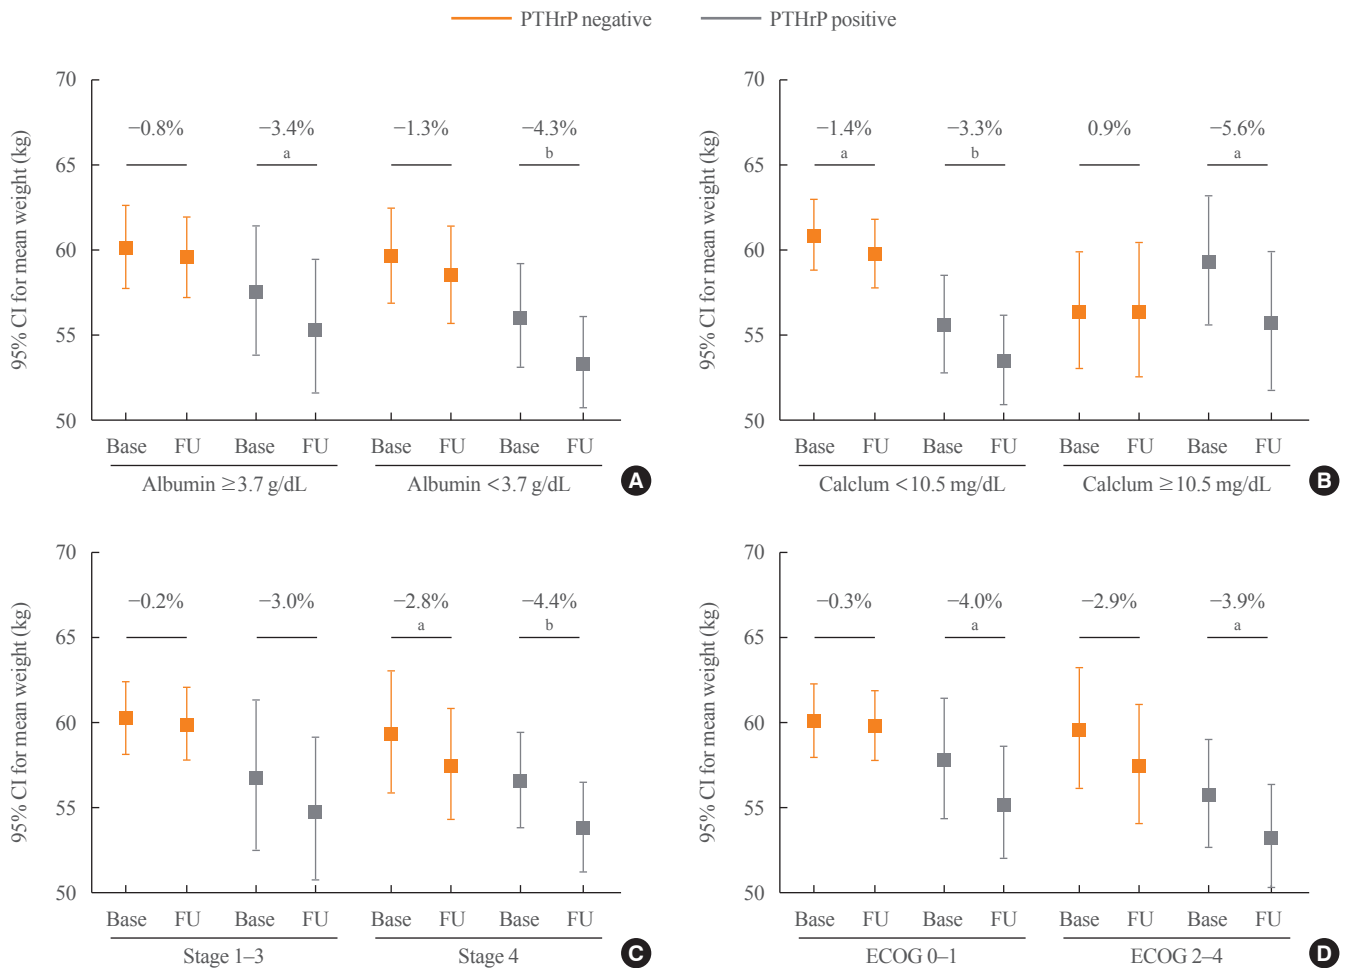 PTHrP negative PTHrP positive
95% CI for mean weight (kg)
70
65
60
55
50
−0.8% −3.4% −1.3% −4.3%
a b
Base FU Base FU Base FU Base FU
Albumin ≥3.7 g/dL Albumin <3.7 g/dL
A
95% CI for mean weight (kg)
70
65
60
55
50
−1.4% −3.3% 0.9% −5.6%
a b a
Base FU Base FU Base FU Base FU
Calclum <10.5 mg/dL Calclum ≥10.5 mg/dL
B
95% CI for mean weight (kg)
70
65
60
55
50
−0.2% −3.0% −2.8% −4.4%
a b
Base FU Base FU Base FU Base FU
Stage 1–3 Stage 4
C
95% CI for mean weight (kg)
70
65
60
55
50
−0.3% −4.0% −2.9% −3.9%
a a
Base FU Base FU Base FU Base FU
ECOG 0–1 ECOG 2–4
D